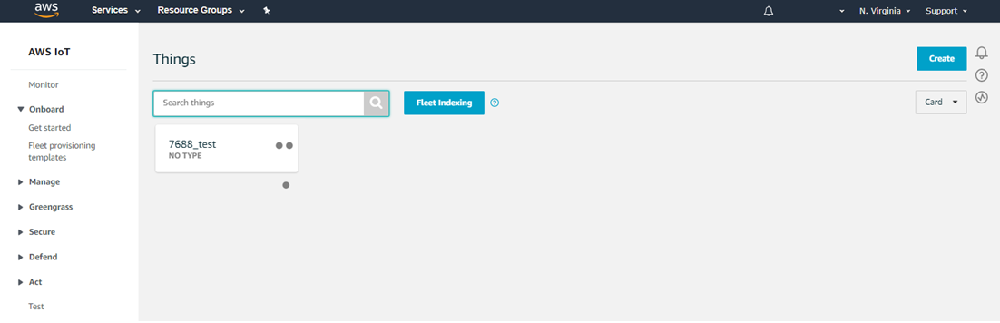 aws Services Resource Groups N. Virginia Support
AWS IoT
Monitor
Onboard
Get started
Fleet provisioning
templates
Manage
Greengrass
Secure
Defend
Act
Test
Things
Create
Search things
Fleet Indexing
Card
7688_test
NO TYPE